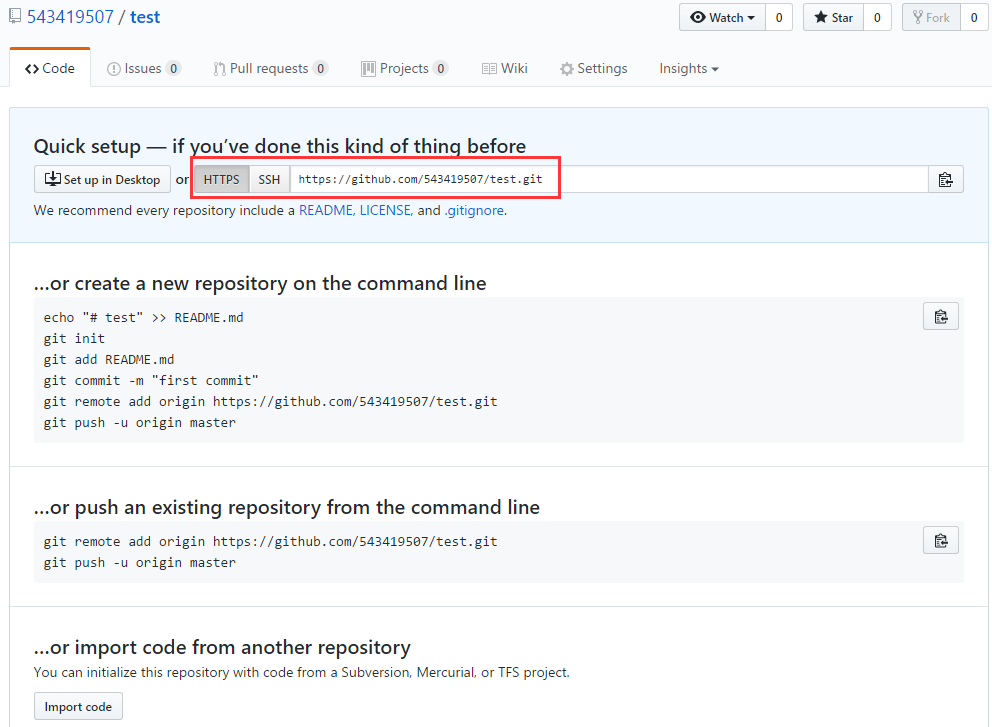 543419507 / test
Watch 0 Star 0 Fork 0
Code Issues 0 Pull requests 0 Projects 0 Wiki Settings Insights
Quick setup — if you’ve done this kind of thing before
Set up in Desktop or HTTPS SSH https://github.com/543419507/test.git
We recommend every repository include a README, LICENSE, and .gitignore.
…or create a new repository on the command line
echo "# test" >> README.md
git init
git add README.md
git commit -m "first commit"
git remote add origin https://github.com/543419507/test.git
git push -u origin master
…or push an existing repository from the command line
git remote add origin https://github.com/543419507/test.git
git push -u origin master
…or import code from another repository
You can initialize this repository with code from a Subversion, Mercurial, or TFS project.
Import code